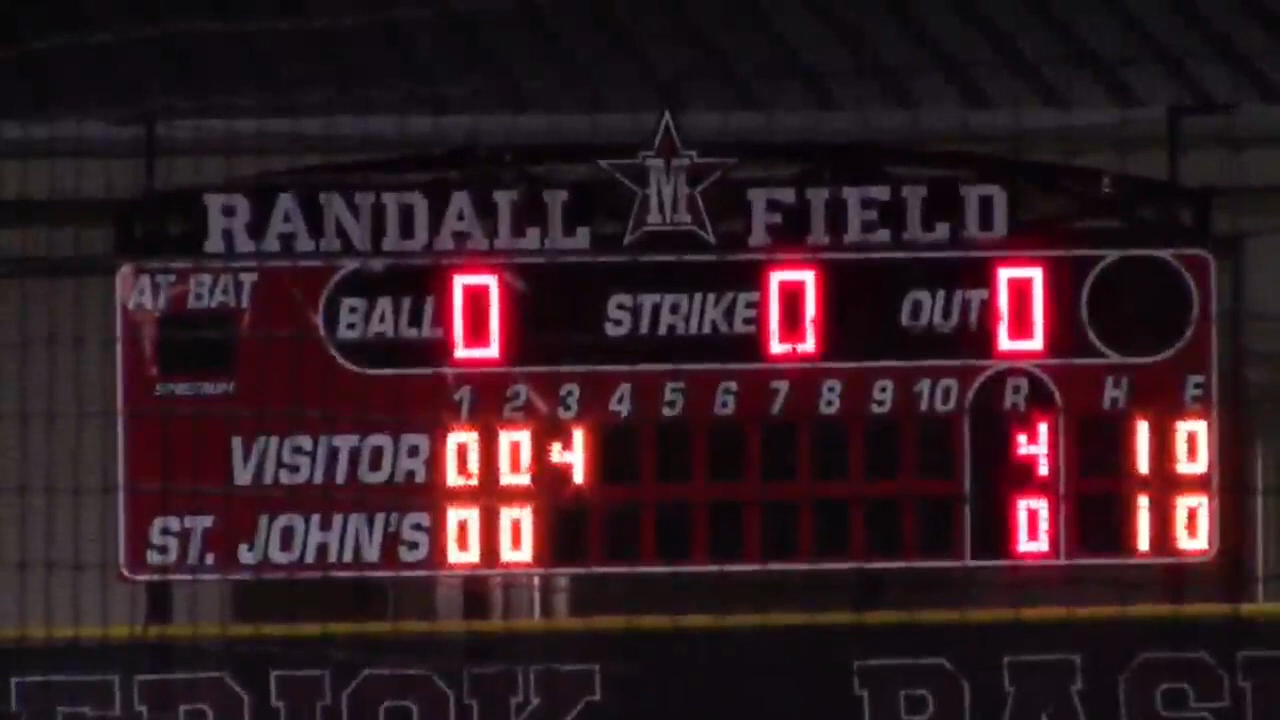 RANDALL M FIELD
AT BAT
BALL 0 STRIKE 0 OUT 0
SPECTRUM
1 2 3 4 5 6 7 8 9 10 R H E
VISITOR 0 0 4 4 1 0
ST. JOHN'S 0 0 0 1 0